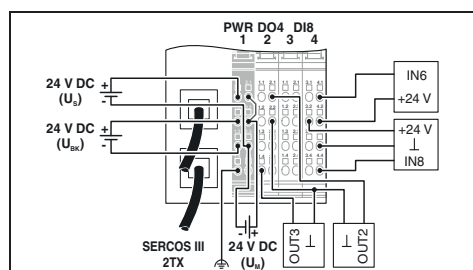 PWR DO4 DI8
1 2 3 4
24 V DC
(US)
+
-
24 V DC
(UBK)
+
-
IN6
+24 V
+24 V
⊥
IN8
SERCOS III
2TX
- +
24 V DC
(UM)
OUT3
⊥
⊥
OUT2